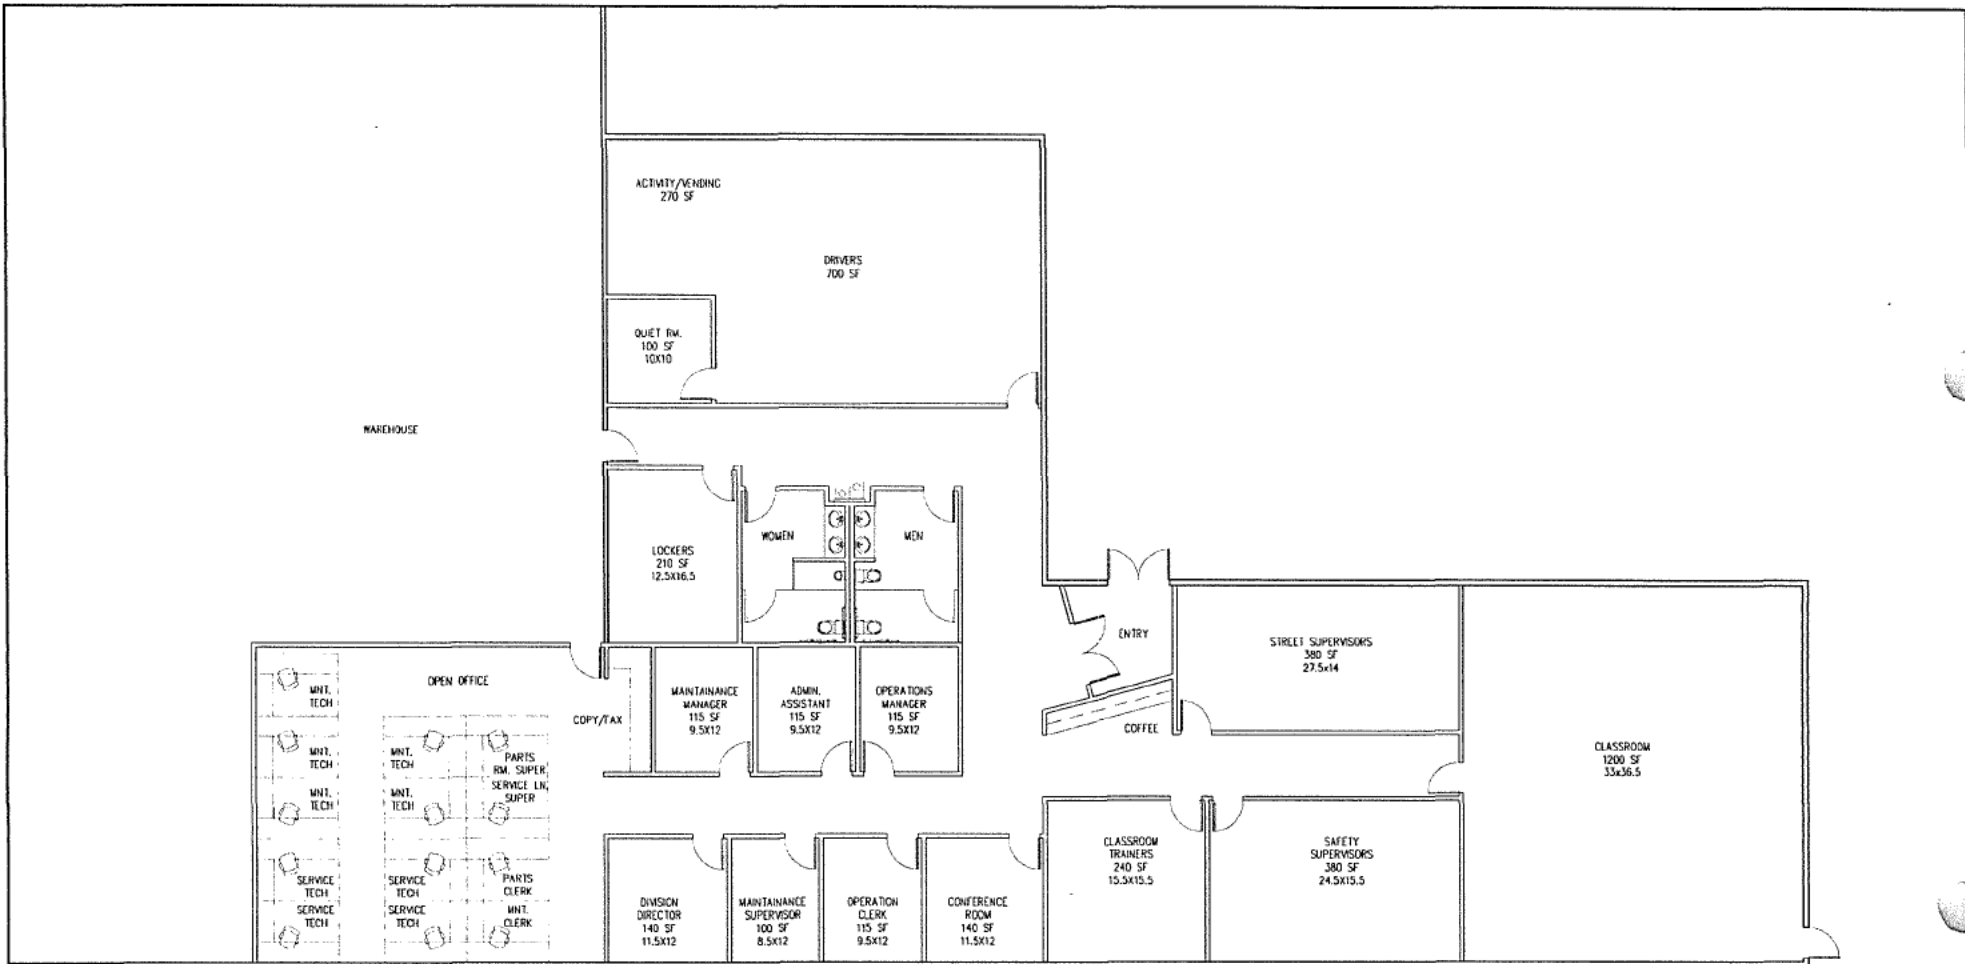 ACTIVITY/VENDING
270 SF
DRIVERS
700 SF
QUIET RM.
100 SF
10X10
WAREHOUSE
LOCKERS
210 SF
12.5X16.5
WOMEN
MEN
ENTRY
STREET SUPERVISORS
380 SF
27.5x14
COFFEE
CLASSROOM
1200 SF
33x36.5
OPEN OFFICE
COPY/FAX
MAINTAINANCE
MANAGER
115 SF
9.5X12
ADMIN.
ASSISTANT
115 SF
9.5X12
OPERATIONS
MANAGER
115 SF
9.5X12
MNT.
TECH
MNT.
TECH
MNT.
TECH
MNT.
TECH
MNT.
TECH
PARTS
RM. SUPER
SERVICE LN.
SUPER
SERVICE
TECH
SERVICE
TECH
SERVICE
TECH
SERVICE
TECH
PARTS
CLERK
MNT.
CLERK
DIVISION
DIRECTOR
140 SF
11.5X12
MAINTAINANCE
SUPERVISOR
100 SF
8.5X12
OPERATION
CLERK
115 SF
9.5X12
CONFERENCE
ROOM
140 SF
11.5X12
CLASSROOM
TRAINERS
240 SF
15.5X15.5
SAFETY
SUPERVISORS
380 SF
24.5X15.5